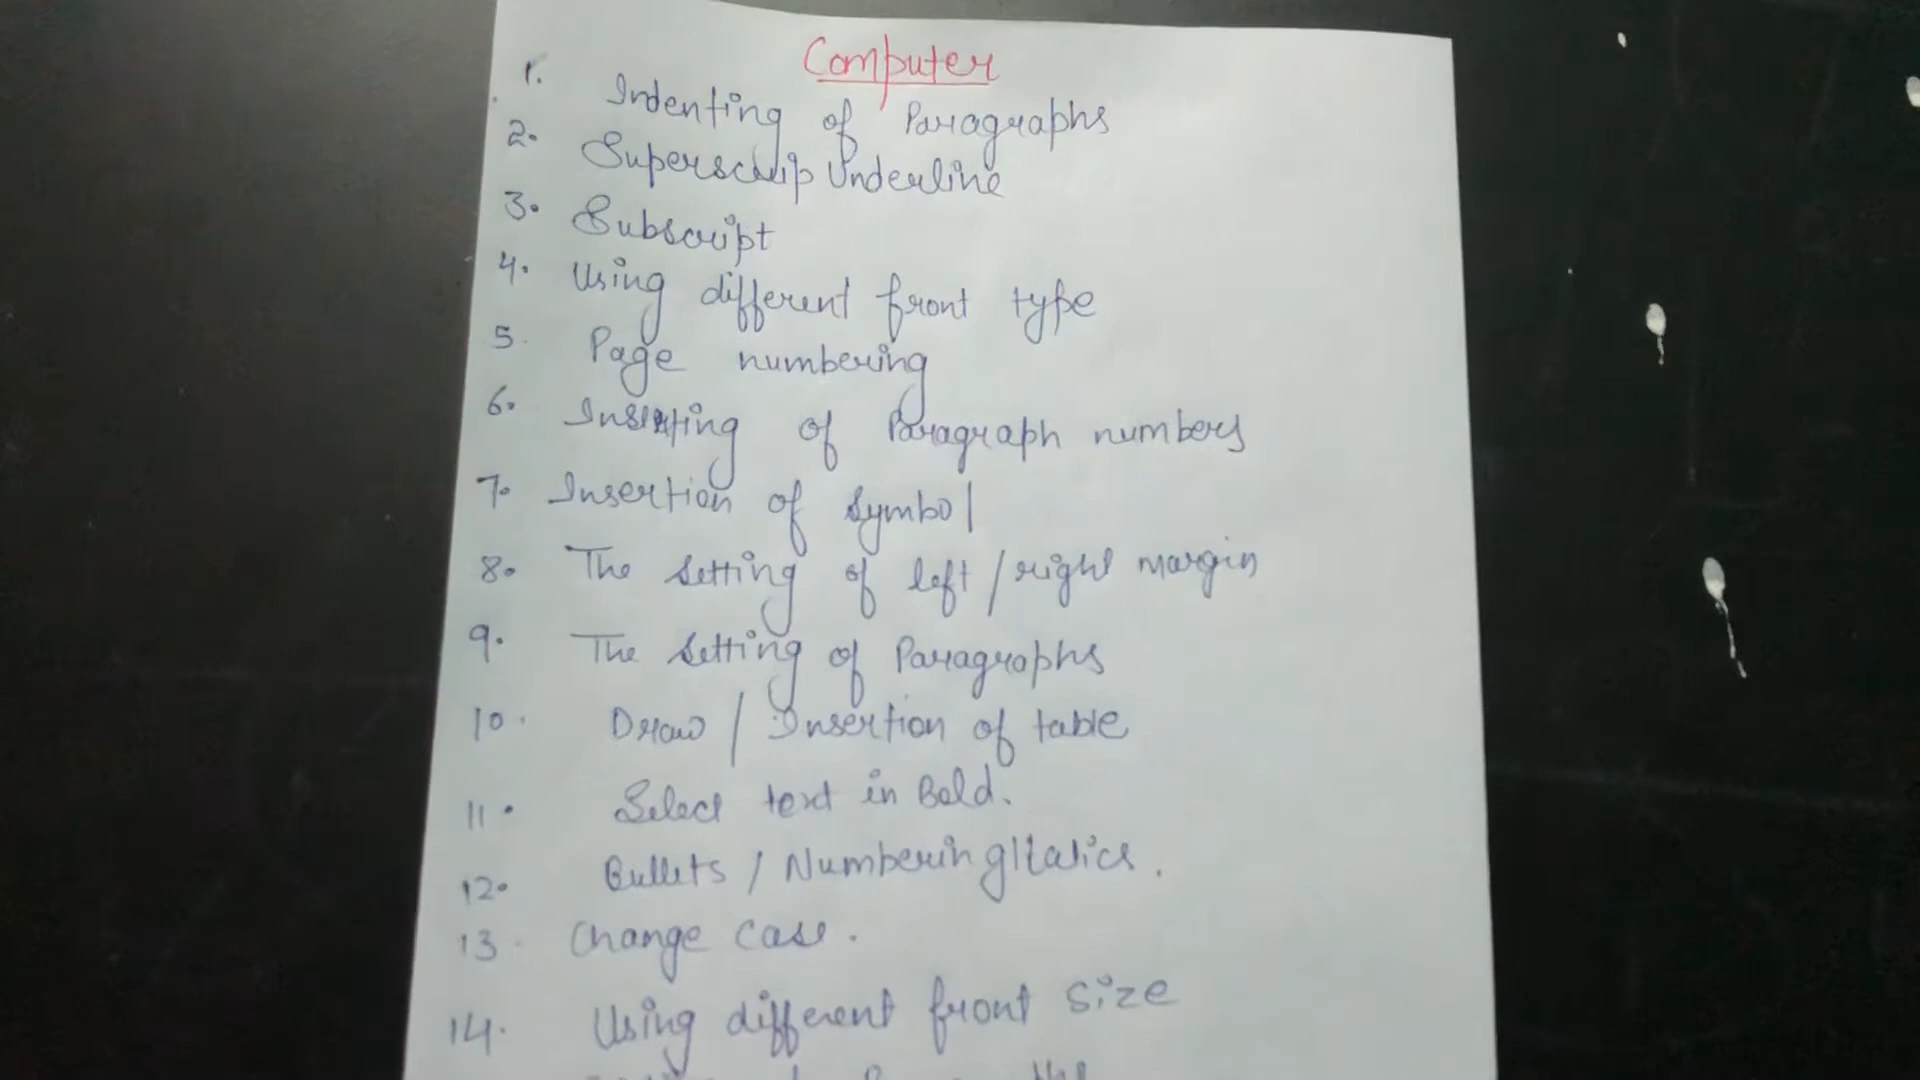 Computer
1. Indenting of Paragraphs
2. Superscrip Underline
3. Subscript
4. Using different front type
5. Page numbering
6. Inserting of Paragraph numbers
7. Insertion of Symbol
8. The setting of left / right margin
9. The setting of Paragraphs
10. Draw / Insertion of table
11. Select text in Bold.
12. Bullets / Numbering Italics.
13. Change case.
14. Using different front size